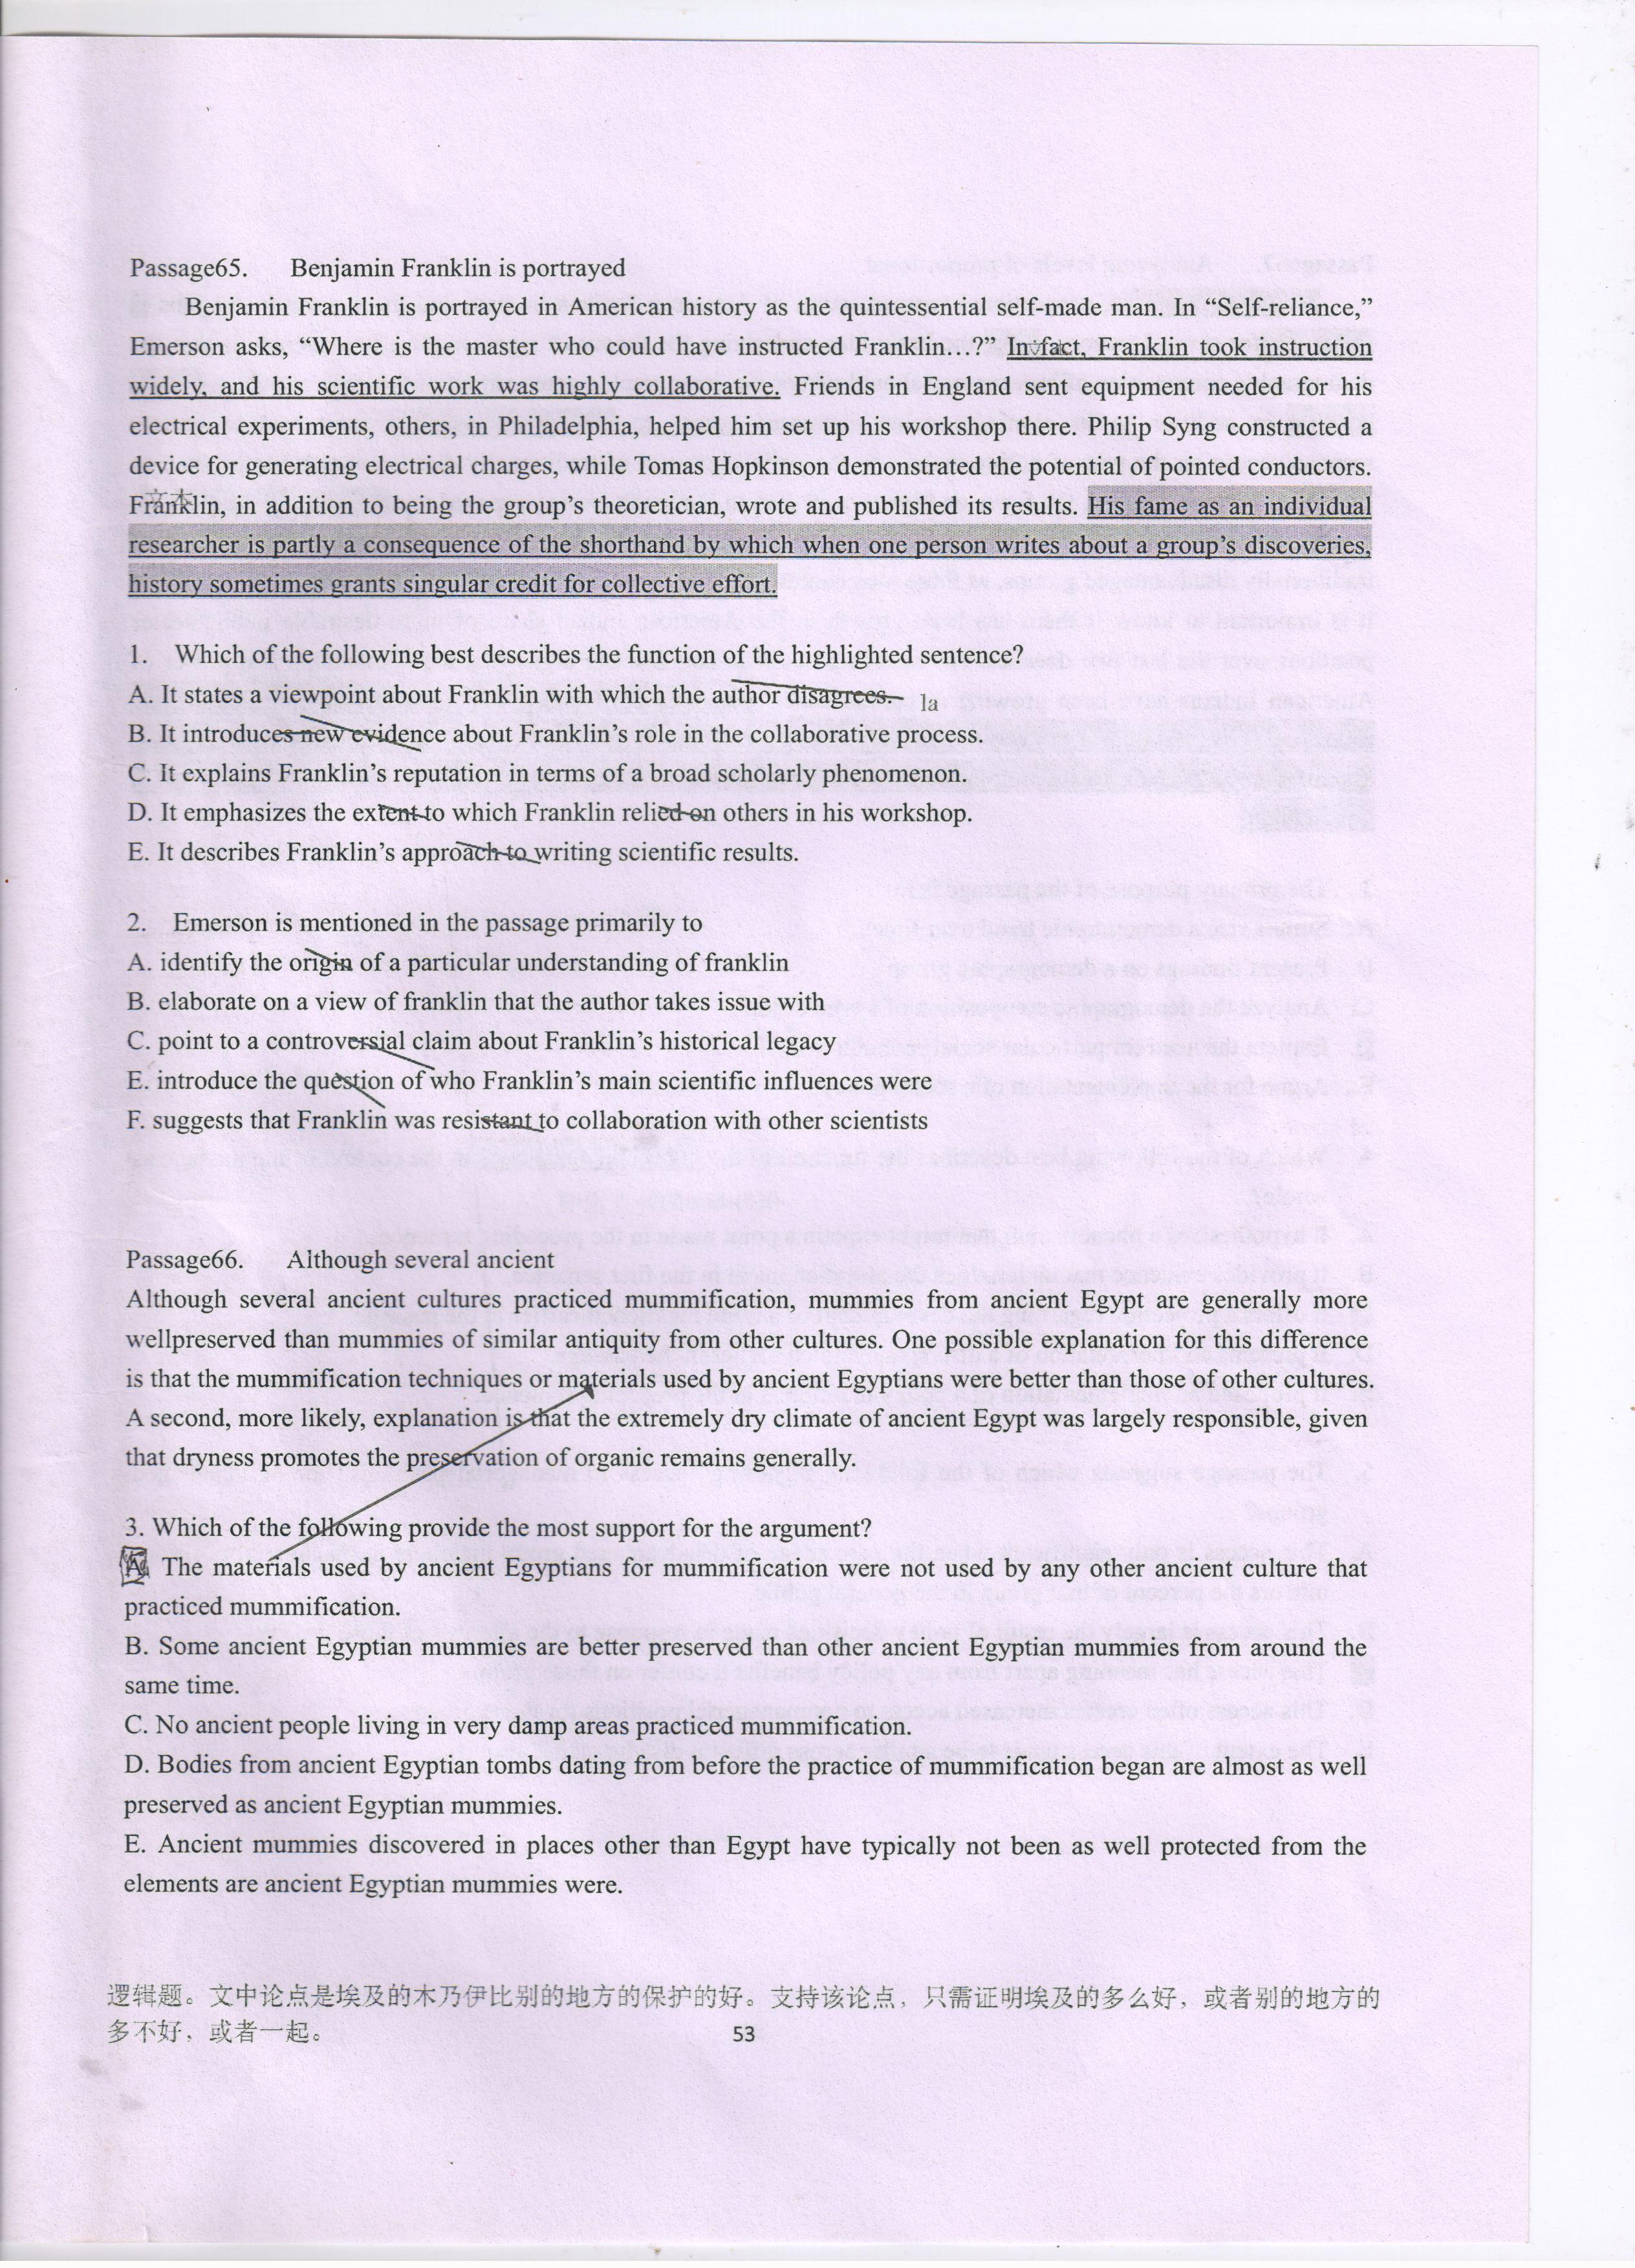 Passage65. Benjamin Franklin is portrayed
Benjamin Franklin is portrayed in American history as the quintessential self-made man. In “Self-reliance,”
Emerson asks, “Where is the master who could have instructed Franklin…?” In fact, Franklin took instruction
widely, and his scientific work was highly collaborative. Friends in England sent equipment needed for his
electrical experiments, others, in Philadelphia, helped him set up his workshop there. Philip Syng constructed a
device for generating electrical charges, while Tomas Hopkinson demonstrated the potential of pointed conductors.
Franklin, in addition to being the group’s theoretician, wrote and published its results. His fame as an individual
researcher is partly a consequence of the shorthand by which when one person writes about a group’s discoveries,
history sometimes grants singular credit for collective effort.
1. Which of the following best describes the function of the highlighted sentence?
A. It states a viewpoint about Franklin with which the author disagrees. la
B. It introduces new evidence about Franklin’s role in the collaborative process.
C. It explains Franklin’s reputation in terms of a broad scholarly phenomenon.
D. It emphasizes the extent to which Franklin relied on others in his workshop.
E. It describes Franklin’s approach to writing scientific results.
2. Emerson is mentioned in the passage primarily to
A. identify the origin of a particular understanding of franklin
B. elaborate on a view of franklin that the author takes issue with
C. point to a controversial claim about Franklin’s historical legacy
E. introduce the question of who Franklin’s main scientific influences were
F. suggests that Franklin was resistant to collaboration with other scientists
Passage66. Although several ancient
Although several ancient cultures practiced mummification, mummies from ancient Egypt are generally more
wellpreserved than mummies of similar antiquity from other cultures. One possible explanation for this difference
is that the mummification techniques or materials used by ancient Egyptians were better than those of other cultures.
A second, more likely, explanation is that the extremely dry climate of ancient Egypt was largely responsible, given
that dryness promotes the preservation of organic remains generally.
3. Which of the following provide the most support for the argument?
A. The materials used by ancient Egyptians for mummification were not used by any other ancient culture that
practiced mummification.
B. Some ancient Egyptian mummies are better preserved than other ancient Egyptian mummies from around the
same time.
C. No ancient people living in very damp areas practiced mummification.
D. Bodies from ancient Egyptian tombs dating from before the practice of mummification began are almost as well
preserved as ancient Egyptian mummies.
E. Ancient mummies discovered in places other than Egypt have typically not been as well protected from the
elements are ancient Egyptian mummies were.
逻辑题。文中论点是埃及的木乃伊比别的地方的保护的好。支持该论点，只需证明埃及的多么好，或者别的地方的
多不好，或者一起。
53